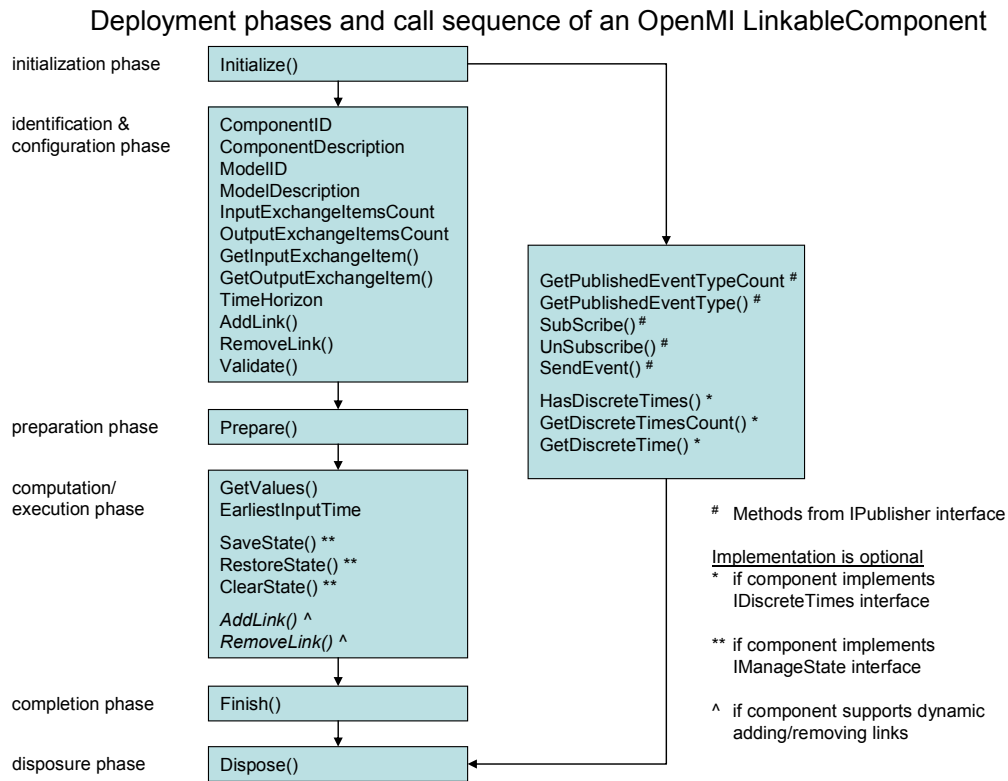 Deployment phases and call sequence of an OpenMI LinkableComponent
initialization phase
Initialize()
identification &
configuration phase
ComponentID
ComponentDescription
ModelID
ModelDescription
InputExchangeItemsCount
OutputExchangeItemsCount
GetInputExchangeItem()
GetOutputExchangeItem()
TimeHorizon
AddLink()
RemoveLink()
Validate()
GetPublishedEventTypeCount #
GetPublishedEventType() #
SubScribe() #
UnSubscribe() #
SendEvent() #
HasDiscreteTimes() *
GetDiscreteTimesCount() *
GetDiscreteTime() *
preparation phase
Prepare()
computation/
execution phase
GetValues()
EarliestInputTime
SaveState() **
RestoreState() **
ClearState() **
AddLink() ^
RemoveLink() ^
# Methods from IPublisher interface
Implementation is optional
* if component implements
IDiscreteTimes interface
** if component implements
IManageState interface
^ if component supports dynamic
adding/removing links
completion phase
Finish()
disposure phase
Dispose()